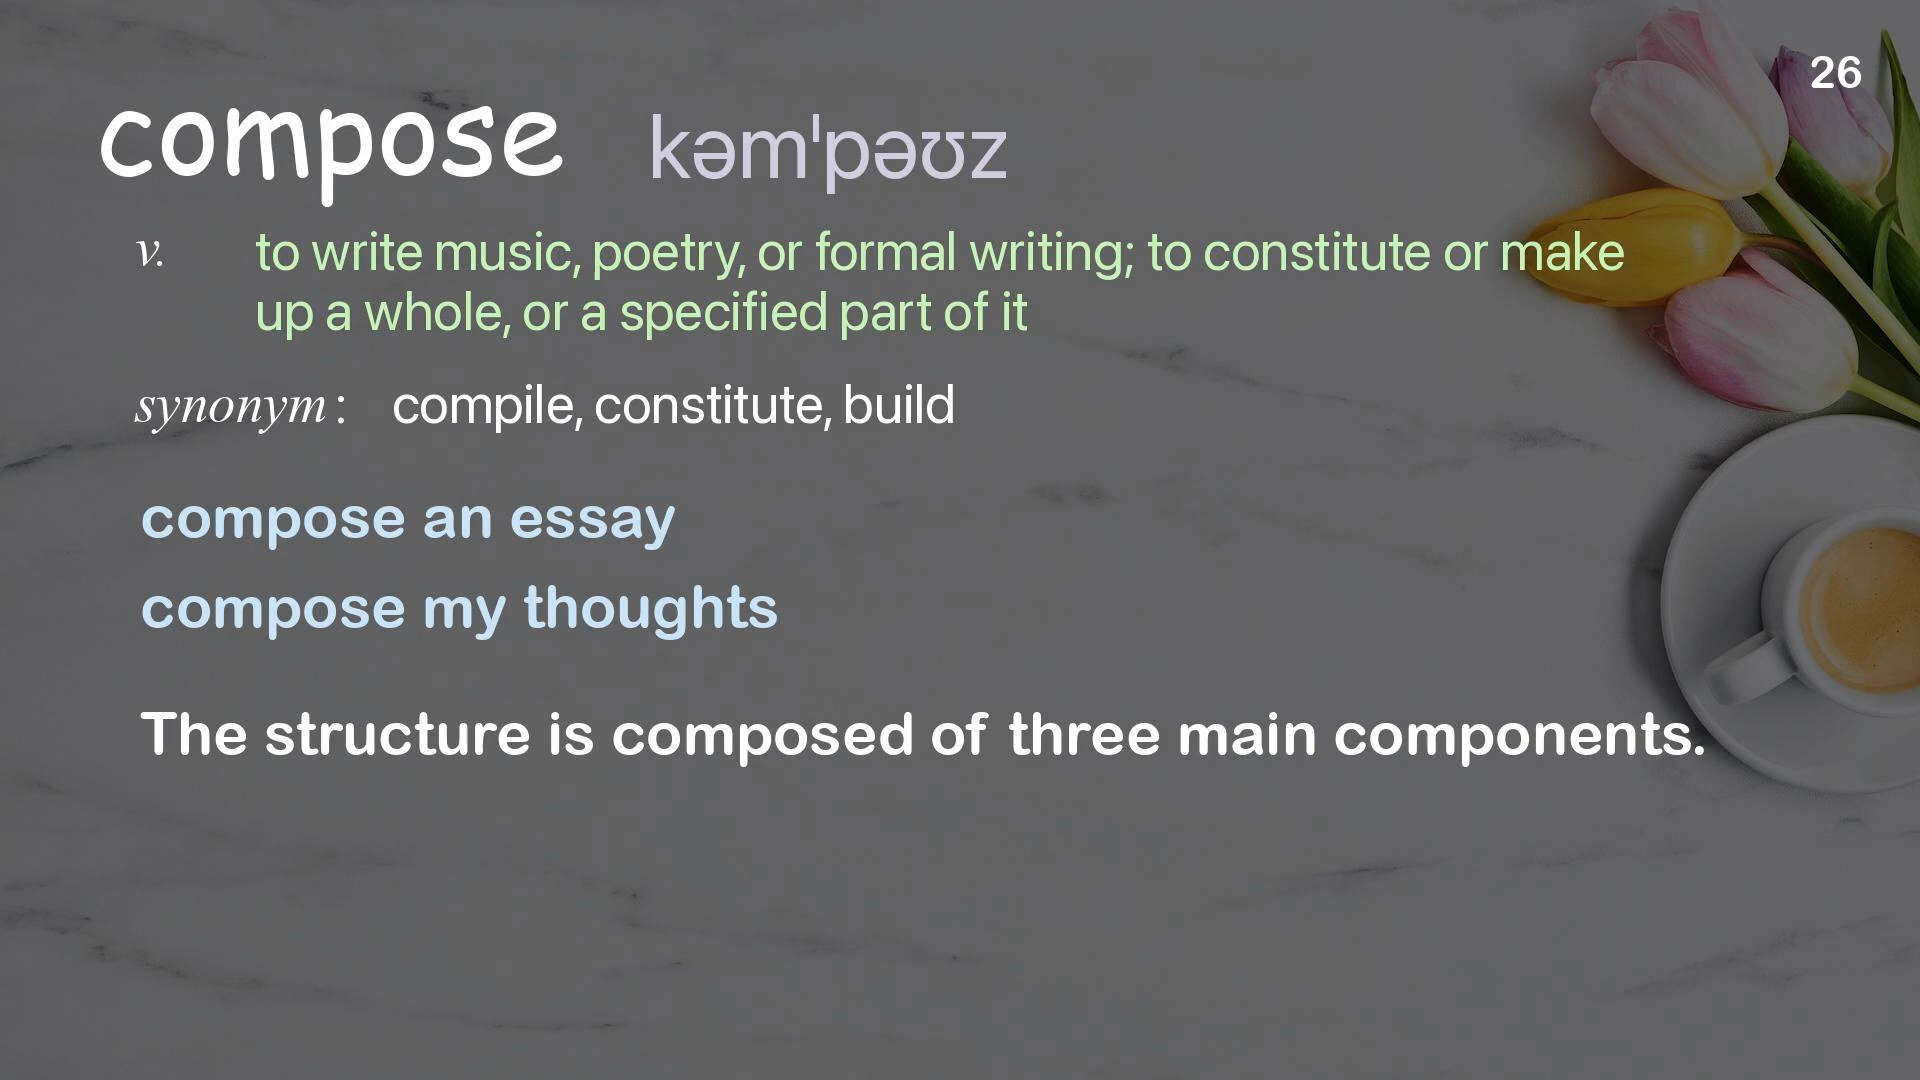 26
compose kəmˈpəʊz
v. to write music, poetry, or formal writing; to constitute or make
up a whole, or a specified part of it
synonym : compile, constitute, build
compose an essay
compose my thoughts
The structure is composed of three main components.